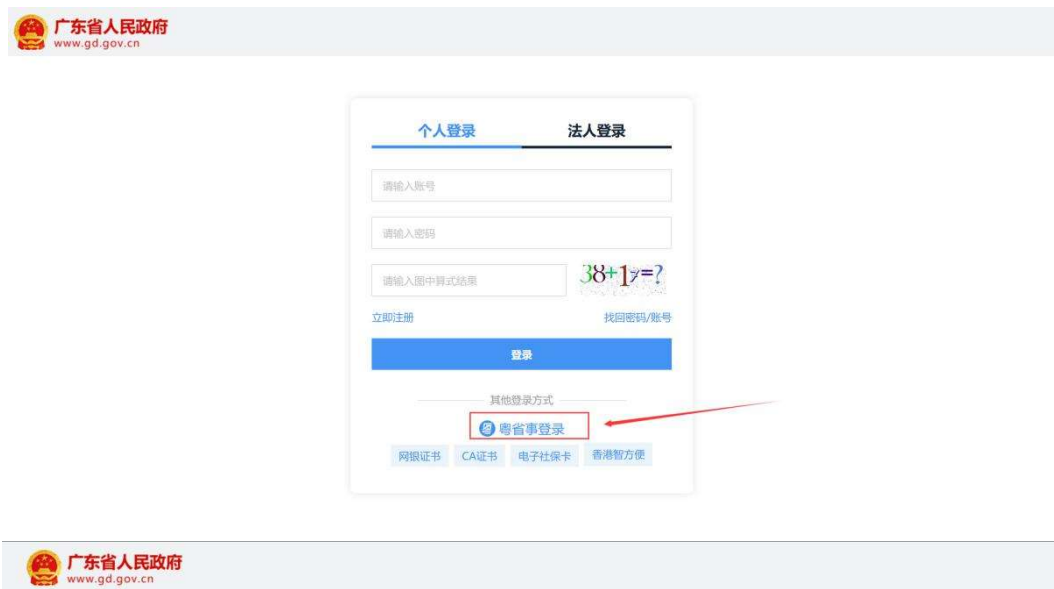 广东省人民政府
www.gd.gov.cn
个人登录 法人登录
请输入账号
请输入密码
请输入图中算式结果 38+17=?
立即注册 找回密码/账号
登录
其他登录方式
粤省事登录
网银证书 CA证书 电子社保卡 香港智方便
广东省人民政府
www.gd.gov.cn